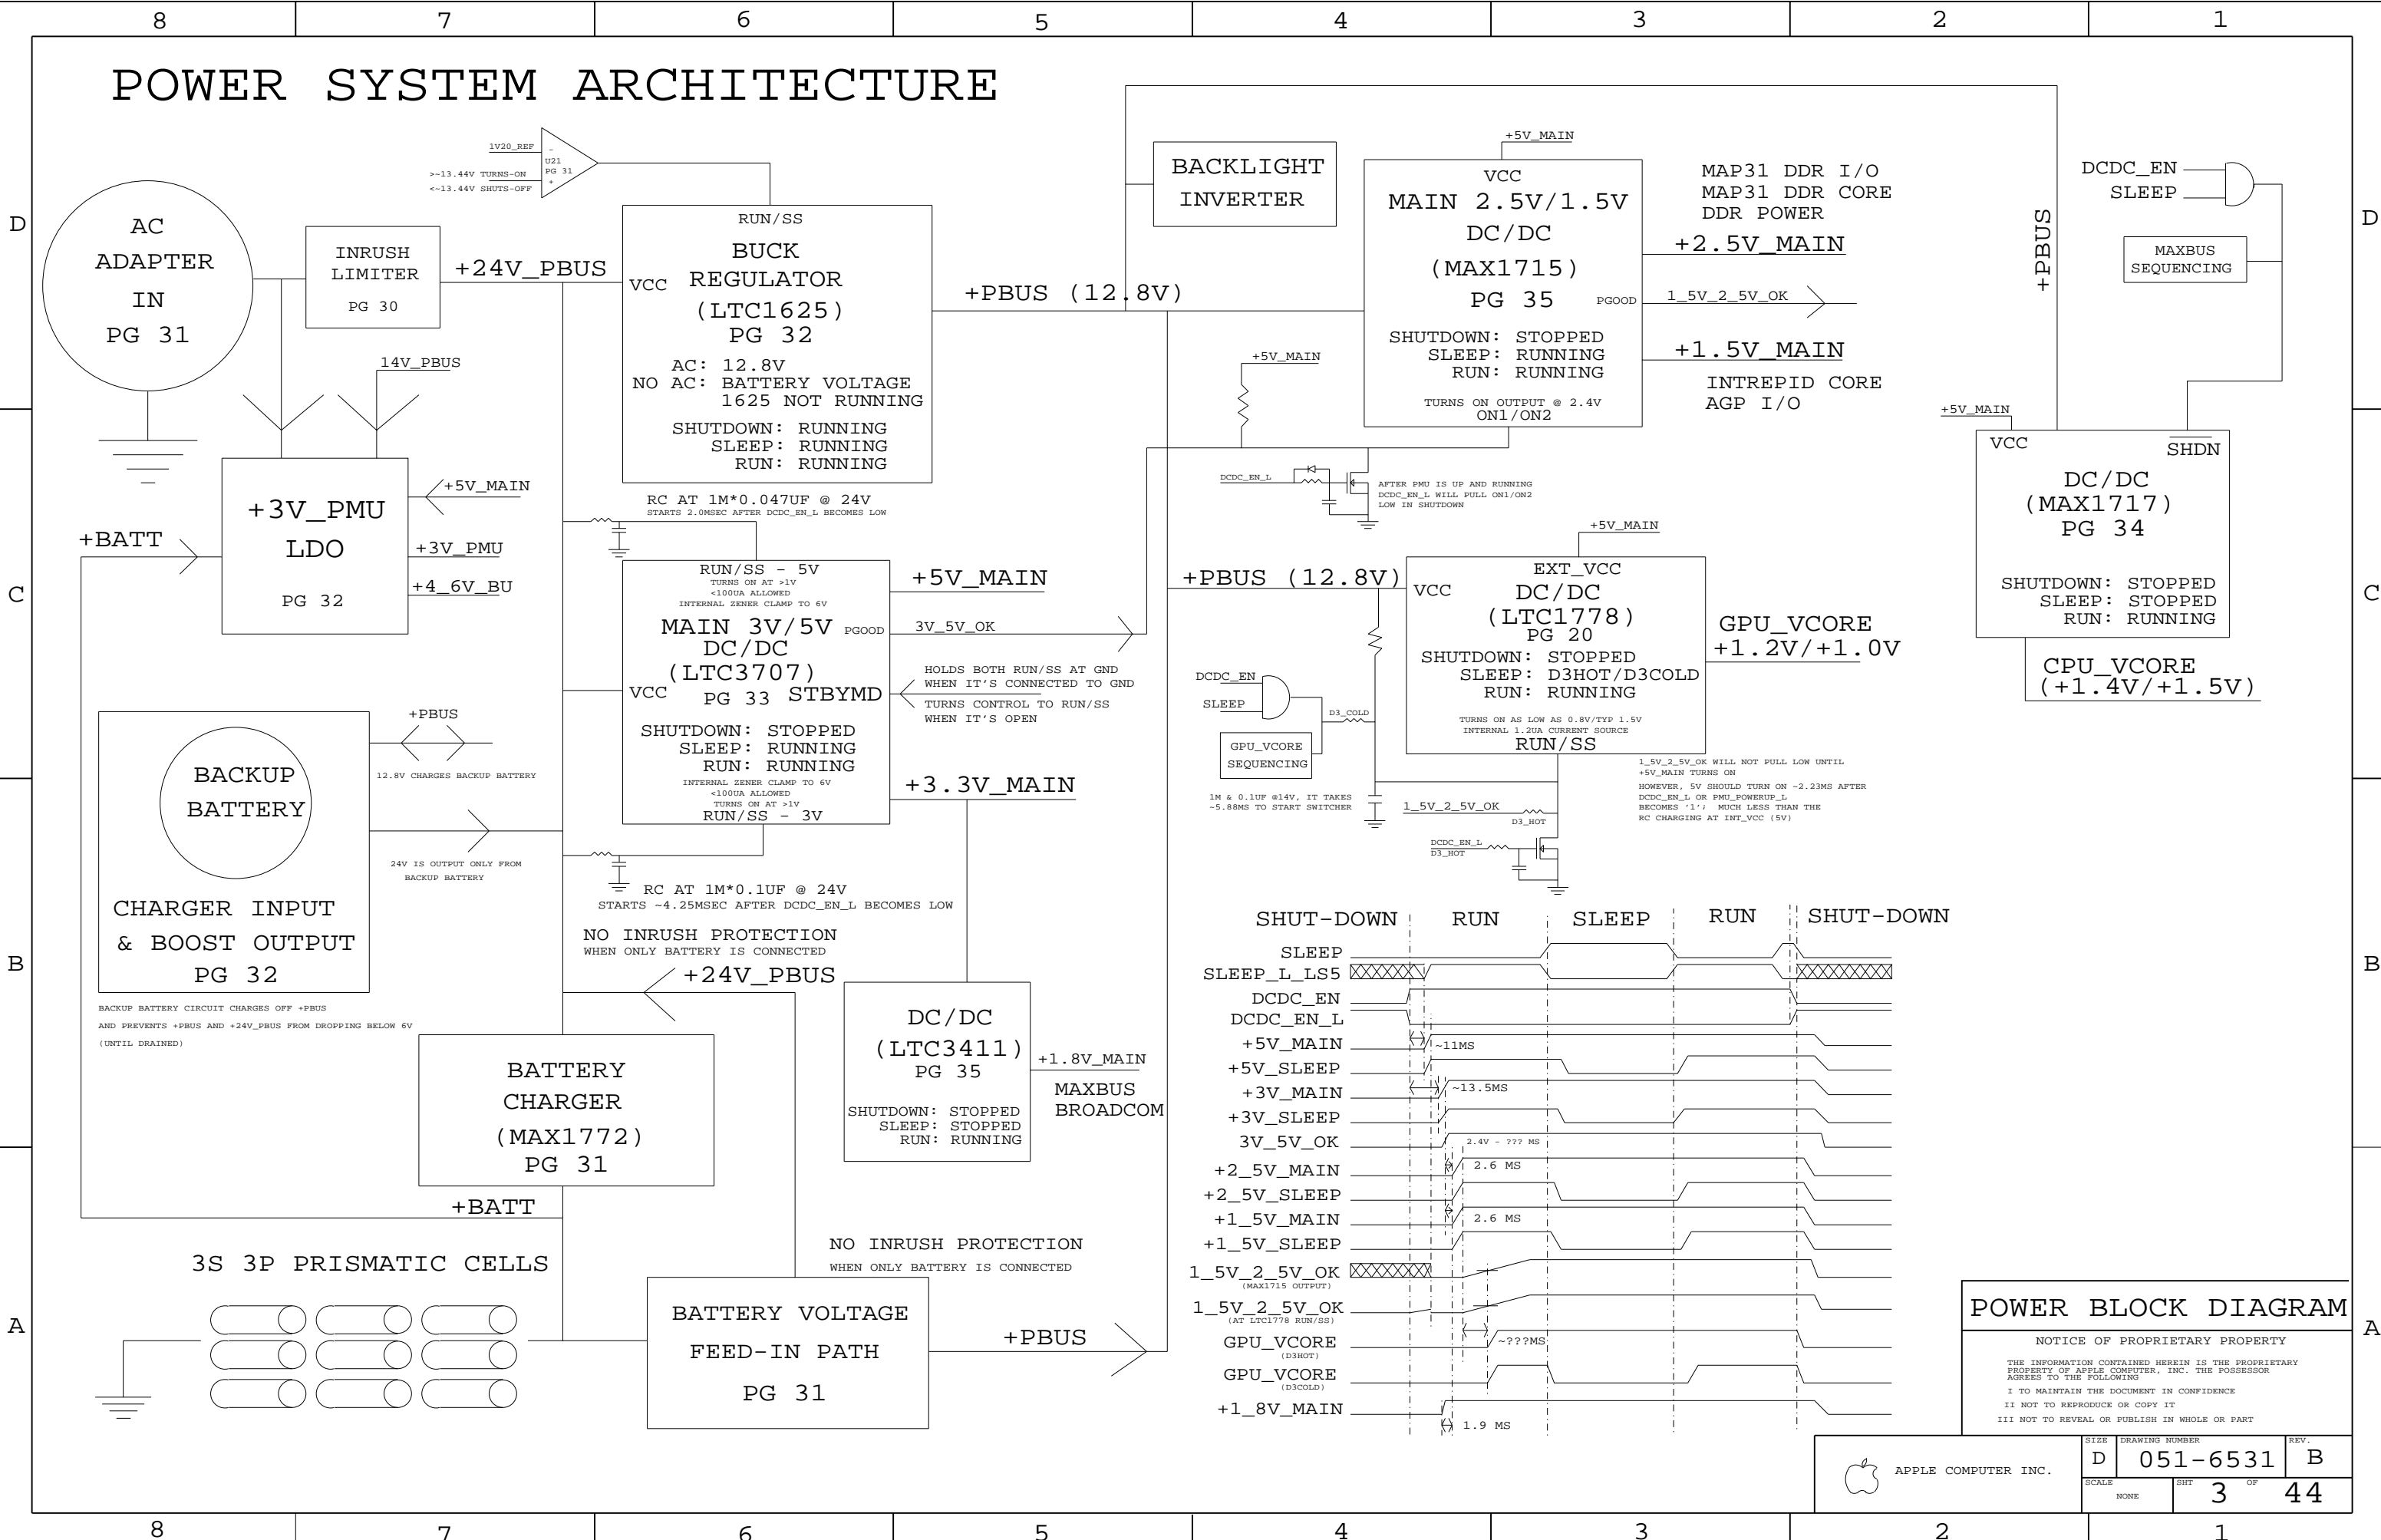 8 7 6 5 4 3 2 1
POWER SYSTEM ARCHITECTURE
D
C
B
A
AC
ADAPTER
IN
PG 31
INRUSH
LIMITER
PG 30
+24V_PBUS
1V20_REF
>~13.44V TURNS-ON
<~13.44V SHUTS-OFF
-
U21
PG 31
+
RUN/SS
BUCK
REGULATOR
VCC
(LTC1625)
PG 32
AC: 12.8V
NO AC: BATTERY VOLTAGE
1625 NOT RUNNING
SHUTDOWN: RUNNING
SLEEP: RUNNING
RUN: RUNNING
+PBUS (12.8V)
BACKLIGHT
INVERTER
+5V_MAIN
VCC
MAIN 2.5V/1.5V
DC/DC
(MAX1715)
PG 35
PGOOD
SHUTDOWN: STOPPED
SLEEP: RUNNING
RUN: RUNNING
TURNS ON OUTPUT @ 2.4V
ON1/ON2
MAP31 DDR I/O
MAP31 DDR CORE
DDR POWER
+2.5V_MAIN
1_5V_2_5V_OK
+1.5V_MAIN
INTREPID CORE
AGP I/O
+PBUS
DCDC_EN
SLEEP
MAXBUS
SEQUENCING
+5V_MAIN
VCC
SHDN
DC/DC
(MAX1717)
PG 34
SHUTDOWN: STOPPED
SLEEP: STOPPED
RUN: RUNNING
CPU_VCORE
(+1.4V/+1.5V)
14V_PBUS
+3V_PMU
LDO
PG 32
+5V_MAIN
+3V_PMU
+4_6V_BU
+BATT
RC AT 1M*0.047UF @ 24V
STARTS 2.0MSEC AFTER DCDC_EN_L BECOMES LOW
RUN/SS - 5V
TURNS ON AT >1V
<100UA ALLOWED
INTERNAL ZENER CLAMP TO 6V
MAIN 3V/5V
PGOOD
DC/DC
(LTC3707)
VCC
PG 33
STBYMD
SHUTDOWN: STOPPED
SLEEP: RUNNING
RUN: RUNNING
INTERNAL ZENER CLAMP TO 6V
<100UA ALLOWED
TURNS ON AT >1V
RUN/SS - 3V
+5V_MAIN
3V_5V_OK
HOLDS BOTH RUN/SS AT GND
WHEN IT'S CONNECTED TO GND
TURNS CONTROL TO RUN/SS
WHEN IT'S OPEN
+3.3V_MAIN
RC AT 1M*0.1UF @ 24V
STARTS ~4.25MSEC AFTER DCDC_EN_L BECOMES LOW
+5V_MAIN
DCDC_EN_L
AFTER PMU IS UP AND RUNNING
DCDC_EN_L WILL PULL ON1/ON2
LOW IN SHUTDOWN
+5V_MAIN
+PBUS (12.8V)
EXT_VCC
VCC
DC/DC
(LTC1778)
PG 20
SHUTDOWN: STOPPED
SLEEP: D3HOT/D3COLD
RUN: RUNNING
TURNS ON AS LOW AS 0.8V/TYP 1.5V
INTERNAL 1.2UA CURRENT SOURCE
RUN/SS
GPU_VCORE
+1.2V/+1.0V
DCDC_EN
SLEEP
D3_COLD
GPU_VCORE
SEQUENCING
1M & 0.1UF @14V, IT TAKES
~5.88MS TO START SWITCHER
1_5V_2_5V_OK
D3_HOT
DCDC_EN_L
D3_HOT
1_5V_2_5V_OK WILL NOT PULL LOW UNTIL
+5V_MAIN TURNS ON
HOWEVER, 5V SHOULD TURN ON ~2.23MS AFTER
DCDC_EN_L OR PMU_POWERUP_L
BECOMES '1'; MUCH LESS THAN THE
RC CHARGING AT INT_VCC (5V)
BACKUP
BATTERY
CHARGER INPUT
& BOOST OUTPUT
PG 32
+PBUS
12.8V CHARGES BACKUP BATTERY
24V IS OUTPUT ONLY FROM
BACKUP BATTERY
BACKUP BATTERY CIRCUIT CHARGES OFF +PBUS
AND PREVENTS +PBUS AND +24V_PBUS FROM DROPPING BELOW 6V
(UNTIL DRAINED)
NO INRUSH PROTECTION
WHEN ONLY BATTERY IS CONNECTED
+24V_PBUS
BATTERY
CHARGER
(MAX1772)
PG 31
+BATT
DC/DC
(LTC3411)
PG 35
SHUTDOWN: STOPPED
SLEEP: STOPPED
RUN: RUNNING
+1.8V_MAIN
MAXBUS
BROADCOM
3S 3P PRISMATIC CELLS
NO INRUSH PROTECTION
WHEN ONLY BATTERY IS CONNECTED
BATTERY VOLTAGE
FEED-IN PATH
PG 31
+PBUS
SHUT-DOWN RUN SLEEP RUN SHUT-DOWN
SLEEP
SLEEP_L_LS5
DCDC_EN
DCDC_EN_L
+5V_MAIN ~11MS
+5V_SLEEP
+3V_MAIN ~13.5MS
+3V_SLEEP
3V_5V_OK 2.4V - ??? MS
+2_5V_MAIN 2.6 MS
+2_5V_SLEEP
+1_5V_MAIN 2.6 MS
+1_5V_SLEEP
1_5V_2_5V_OK
(MAX1715 OUTPUT)
1_5V_2_5V_OK
(AT LTC1778 RUN/SS)
GPU_VCORE ~???MS
(D3HOT)
GPU_VCORE
(D3COLD)
+1_8V_MAIN
1.9 MS
POWER BLOCK DIAGRAM
NOTICE OF PROPRIETARY PROPERTY
THE INFORMATION CONTAINED HEREIN IS THE PROPRIETARY
PROPERTY OF APPLE COMPUTER, INC. THE POSSESSOR
AGREES TO THE FOLLOWING
I TO MAINTAIN THE DOCUMENT IN CONFIDENCE
II NOT TO REPRODUCE OR COPY IT
III NOT TO REVEAL OR PUBLISH IN WHOLE OR PART
APPLE COMPUTER INC.
SIZE DRAWING NUMBER REV.
D 051-6531 B
SCALE SHT OF
NONE 3 44
D
C
B
A
8 7 6 5 4 3 2 1